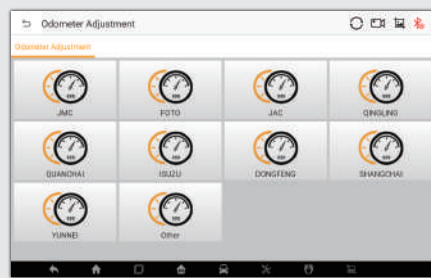 Odometer Adjustment
Odometer Adjustment
JMC
FOTO
JAC
QINGLING
QUANCHAI
ISUZU
DONGFENG
SHANGCHAI
YUNNEI
Other